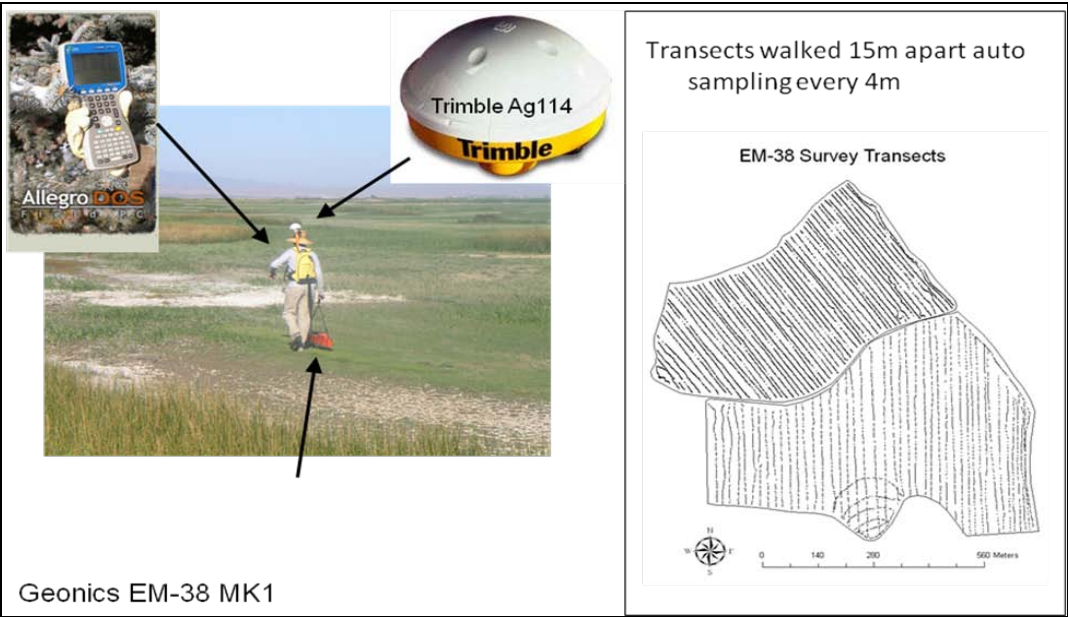 Allegro DOS
Field PC
Trimble Ag114
Trimble
Geonics EM-38 MK1
Transects walked 15m apart auto
sampling every 4m
EM-38 Survey Transects
N
W
S
0 140 280 560 Meters